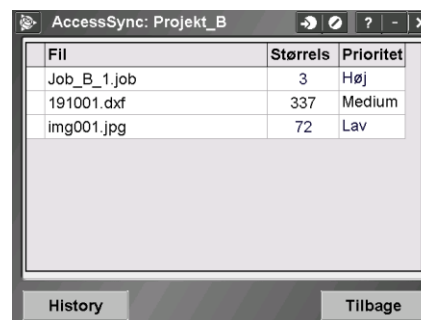 AccessSync: Projekt_B ? - X
Fil Størrels Prioritet
Job_B_1.job 3 Høj
191001.dxf 337 Medium
img001.jpg 72 Lav
History Tilbage